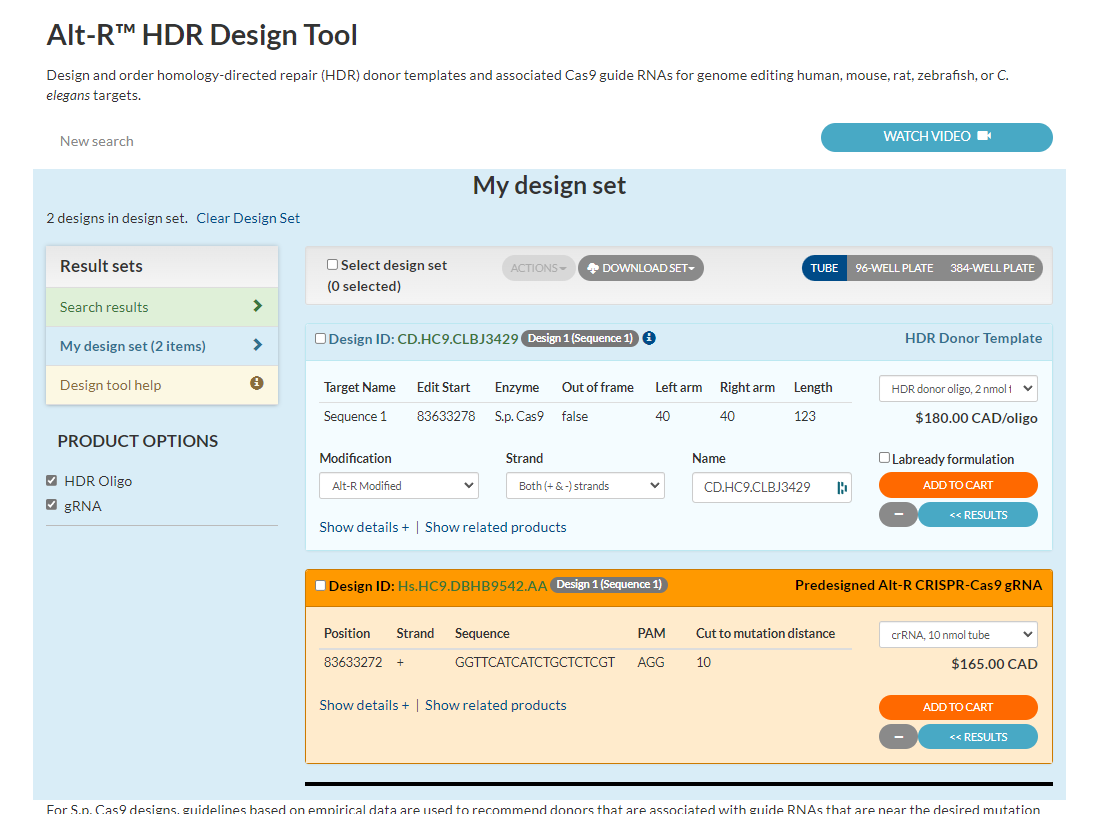 Alt-R™ HDR Design Tool
Design and order homology-directed repair (HDR) donor templates and associated Cas9 guide RNAs for genome editing human, mouse, rat, zebrafish, or C.
elegans targets.
New search
WATCH VIDEO
My design set
2 designs in design set. Clear Design Set
Result sets
Search results
My design set (2 items)
Design tool help
PRODUCT OPTIONS
HDR Oligo
gRNA
Select design set
(0 selected)
ACTIONS
DOWNLOAD SET
TUBE 96-WELL PLATE 384-WELL PLATE
Design ID: CD.HC9.CLBJ3429 Design 1 (Sequence 1) HDR Donor Template
Target Name Edit Start Enzyme Out of frame Left arm Right arm Length
Sequence 1 83633278 S.p. Cas9 false 40 40 123
HDR donor oligo, 2 nmol t
$180.00 CAD/oligo
Modification Strand Name
Alt-R Modified Both (+ & -) strands CD.HC9.CLBJ3429
Labready formulation
ADD TO CART
− << RESULTS
Show details + | Show related products
Design ID: Hs.HC9.DBHB9542.AA Design 1 (Sequence 1) Predesigned Alt-R CRISPR-Cas9 gRNA
Position Strand Sequence PAM Cut to mutation distance
83633272 + GGTTCATCATCTGCTCTCGT AGG 10
crRNA, 10 nmol tube
$165.00 CAD
Show details + | Show related products
ADD TO CART
− << RESULTS
For S.p. Cas9 designs, guidelines based on empirical data are used to recommend donors that are associated with guide RNAs that are near the desired mutation